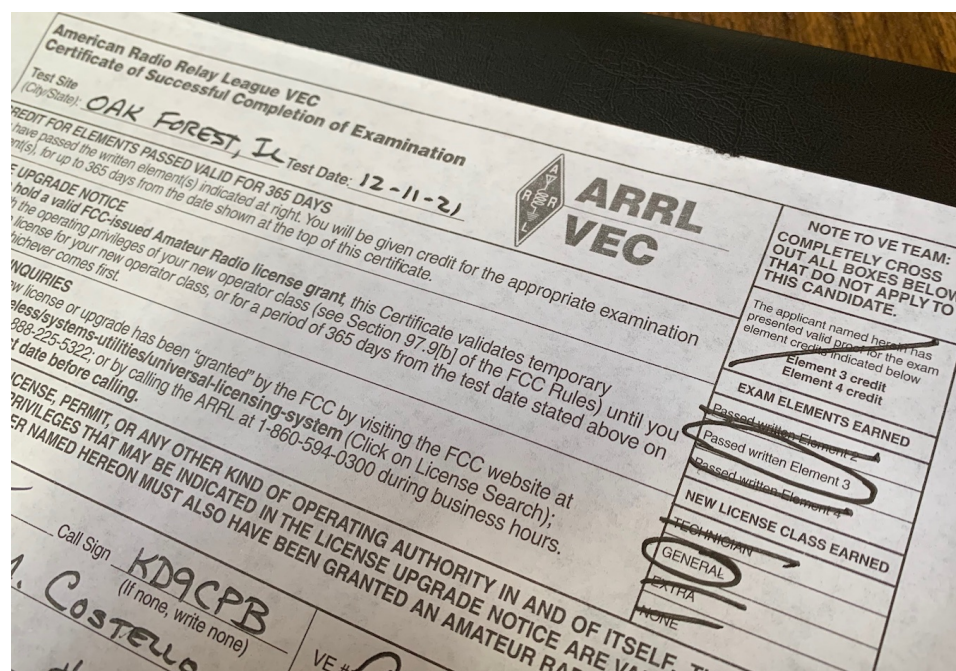 American Radio Relay League VEC
Certificate of Successful Completion of Examination
Test Site
(City/State): OAK FOREST, IL Test Date: 12-11-21
CREDIT FOR ELEMENTS PASSED VALID FOR 365 DAYS
have passed the written element(s) indicated at right. You will be given credit for the appropriate examination
for up to 365 days from the date shown at the top of this certificate.
UPGRADE NOTICE
hold a valid FCC-issued Amateur Radio license grant, this Certificate validates temporary
the operating privileges of your new operator class (see Section 97.9[b] of the FCC Rules) until you
license for your new operator class, or for a period of 365 days from the test date stated above on
whichever comes first.
INQUIRIES
license or upgrade has been "granted" by the FCC by visiting the FCC website at
/systems-utilities/universal-licensing-system (Click on License Search);
888-225-5322; or by calling the ARRL at 1-860-594-0300 during business hours.
date before calling.
LICENSE, PERMIT, OR ANY OTHER KIND OF OPERATING AUTHORITY IN AND OF ITSELF.
PRIVILEGES THAT MAY BE INDICATED IN THE LICENSE UPGRADE NOTICE ARE
NAMED HEREON MUST ALSO HAVE BEEN GRANTED AN AMATEUR
Call Sign KD9CPB
(If none, write none)
COSTELLO
VE #
A
R R
L
ARRL
VEC
NOTE TO VE TEAM:
COMPLETELY CROSS
OUT ALL BOXES BELOW
THAT DO NOT APPLY TO
THIS CANDIDATE.
The applicant named herein has
presented valid proof for the exam
element credits indicated below
Element 3 credit
Element 4 credit
EXAM ELEMENTS EARNED
Passed written Element 2
Passed written Element 3
Passed written Element 4
NEW LICENSE CLASS EARNED
TECHNICIAN
GENERAL
EXTRA
NONE